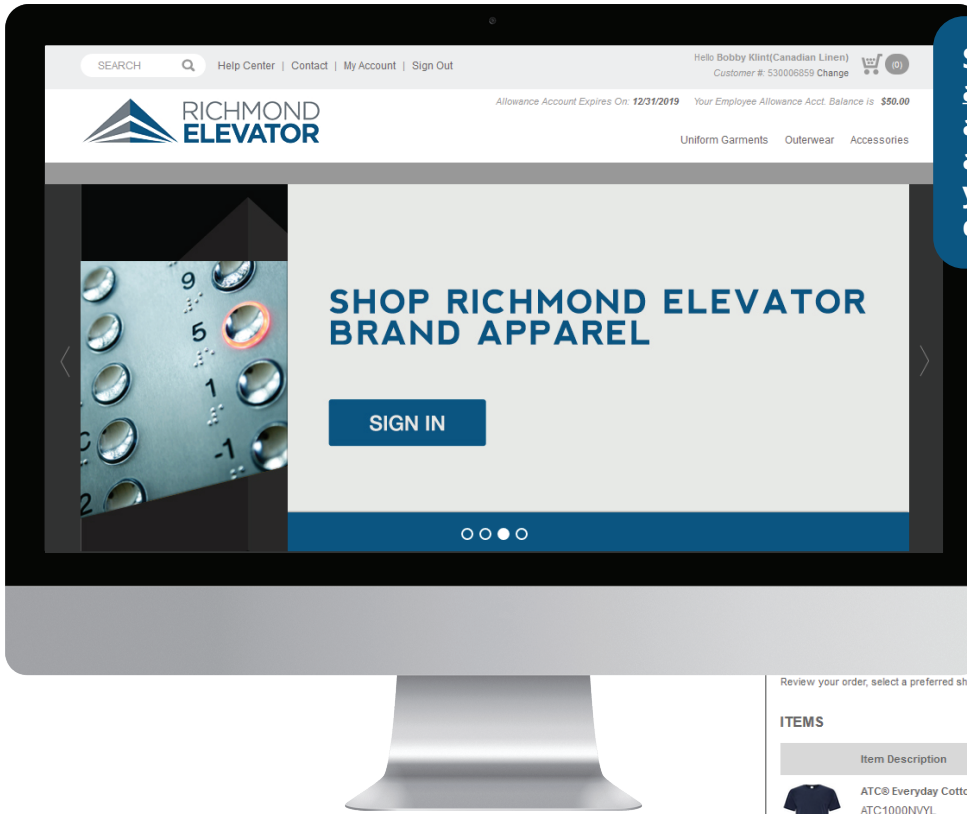 SEARCH
Help Center | Contact | My Account | Sign Out
Hello Bobby Klint(Canadian Linen)
Customer #: 530006859 Change
(0)
RICHMOND
ELEVATOR
Allowance Account Expires On: 12/31/2019 Your Employee Allowance Acct. Balance is $50.00
Uniform Garments Outerwear Accessories
9
5
1
-1
2
SHOP RICHMOND ELEVATOR
BRAND APPAREL
SIGN IN
Review your order, select a preferred sh
ITEMS
Item Description
ATC® Everyday Cotto
ATC1000NVYL